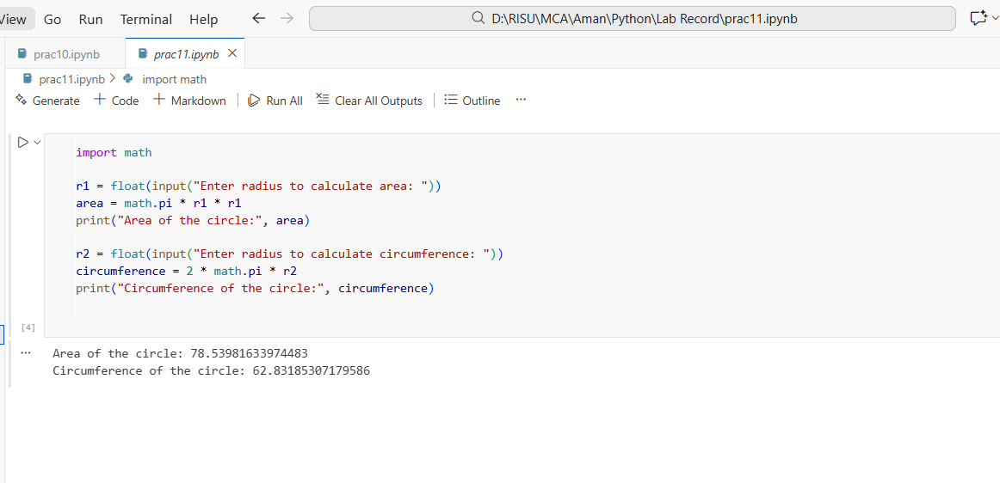 View Go Run Terminal Help D:\RISU\MCA\Aman\Python\Lab Record\prac11.ipynb
prac10.ipynb prac11.ipynb
prac11.ipynb > import math
Generate + Code + Markdown Run All Clear All Outputs Outline ...
import math
r1 = float(input("Enter radius to calculate area: "))
area = math.pi * r1 * r1
print("Area of the circle:", area)
r2 = float(input("Enter radius to calculate circumference: "))
circumference = 2 * math.pi * r2
print("Circumference of the circle:", circumference)
[4]
... Area of the circle: 78.53981633974483
Circumference of the circle: 62.83185307179586